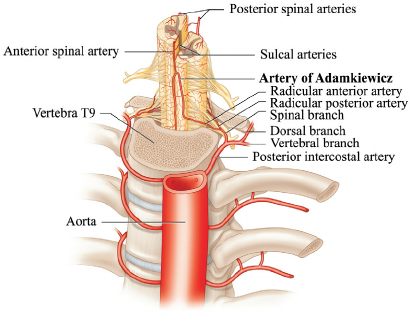 Posterior spinal arteries
Anterior spinal artery
Sulcal arteries
Artery of Adamkiewicz
Radicular anterior artery
Radicular posterior artery
Vertebra T9
Spinal branch
Dorsal branch
Vertebral branch
Posterior intercostal artery
Aorta